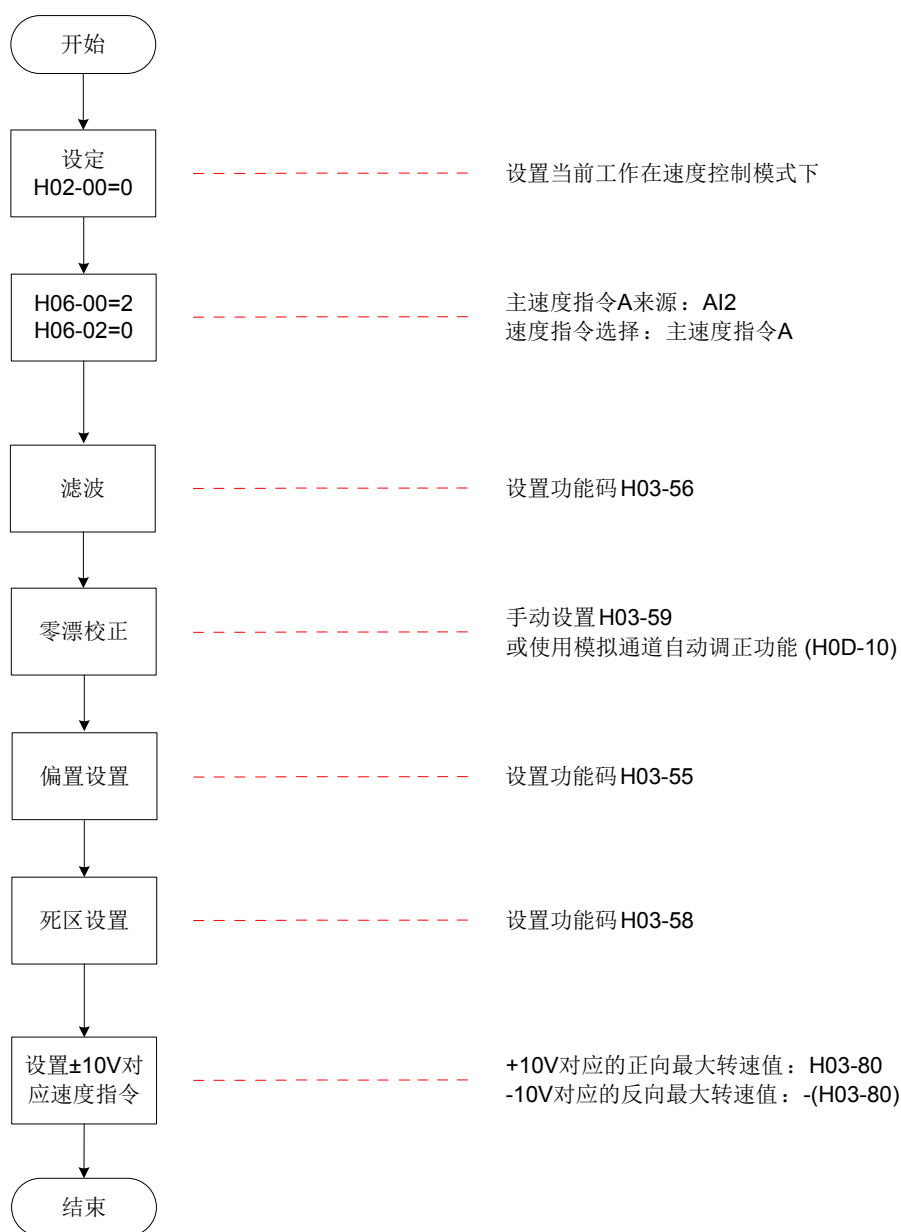 开始
设定
H02-00=0
设置当前工作在速度控制模式下
H06-00=2
H06-02=0
主速度指令A来源：AI2
速度指令选择：主速度指令A
滤波
设置功能码H03-56
零漂校正
手动设置H03-59
或使用模拟通道自动调正功能 (H0D-10)
偏置设置
设置功能码H03-55
死区设置
设置功能码H03-58
设置±10V对
应速度指令
+10V对应的正向最大转速值：H03-80
-10V对应的反向最大转速值：-(H03-80)
结束